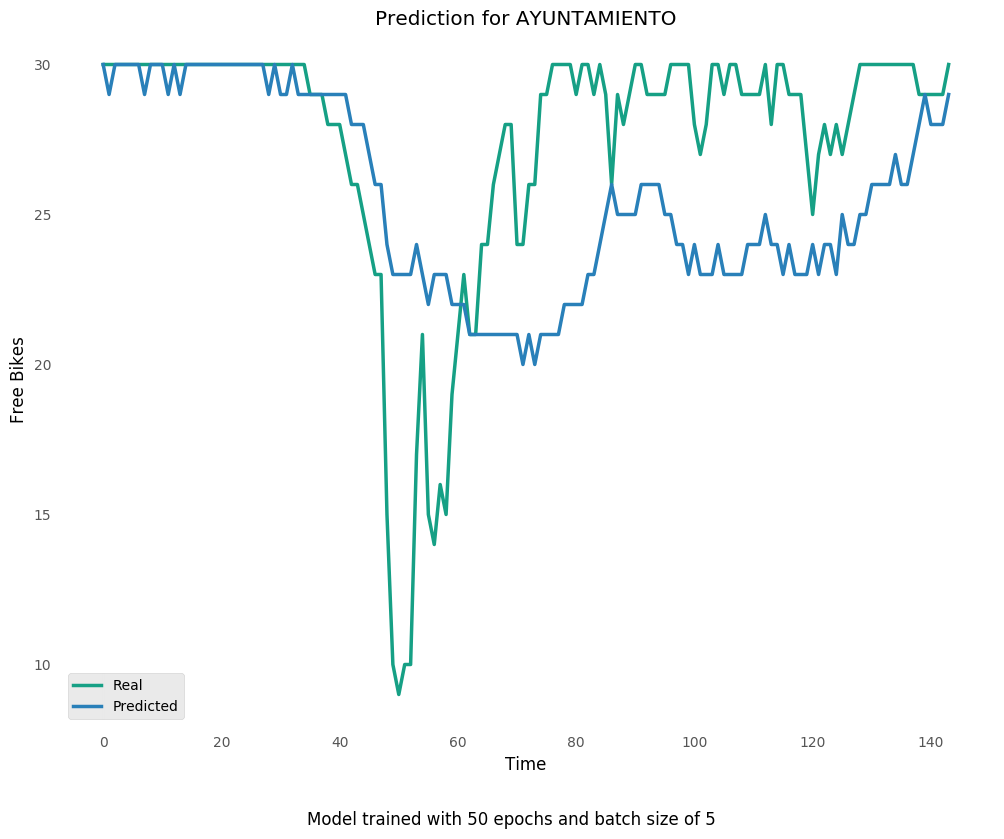 Prediction for AYUNTAMIENTO
30
25
20
15
10
Free Bikes
Real
Predicted
0 20 40 60 80 100 120 140
Time
Model trained with 50 epochs and batch size of 5